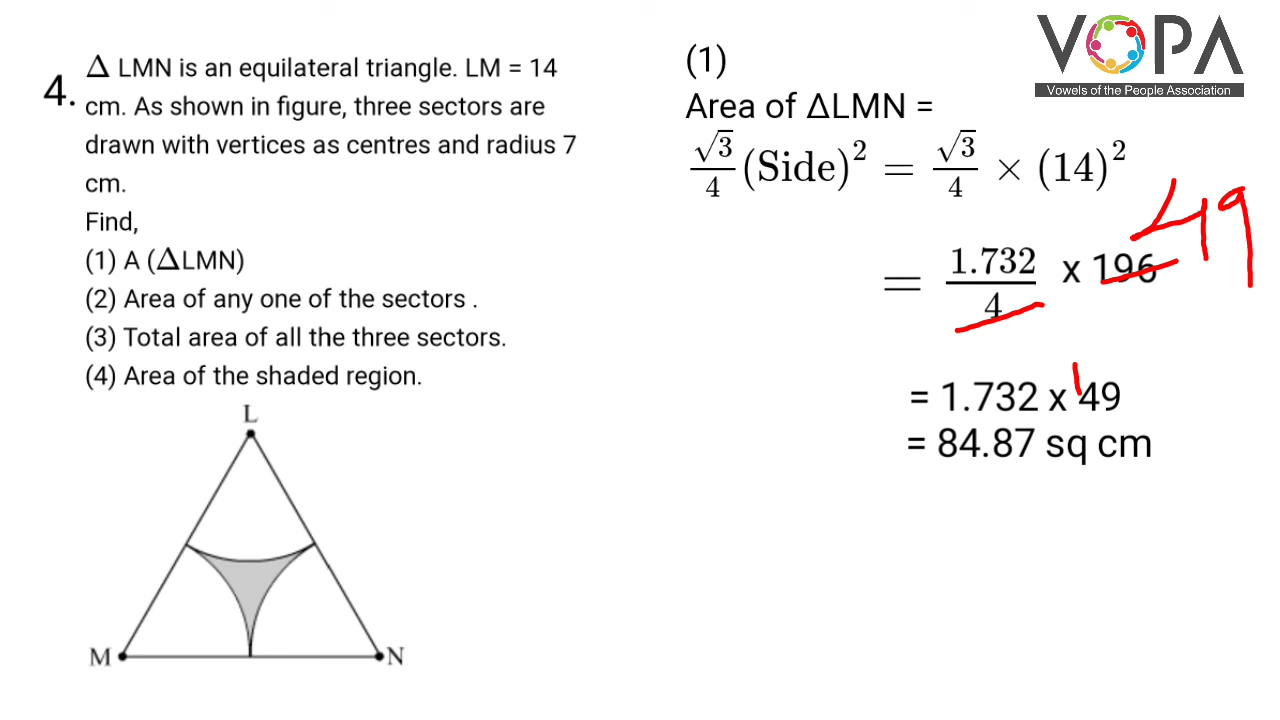 4.
Δ LMN is an equilateral triangle. LM = 14
cm. As shown in figure, three sectors are
drawn with vertices as centres and radius 7
cm.
Find,
(1) A (ΔLMN)
(2) Area of any one of the sectors .
(3) Total area of all the three sectors.
(4) Area of the shaded region.
L
M
N
VOPA
Vowels of the People Association
(1)
Area of ΔLMN =
√3/4 (Side)² = √3/4 × (14)²
49
= 1.732/4 x 196
1
= 1.732 x 49
= 84.87 sq cm